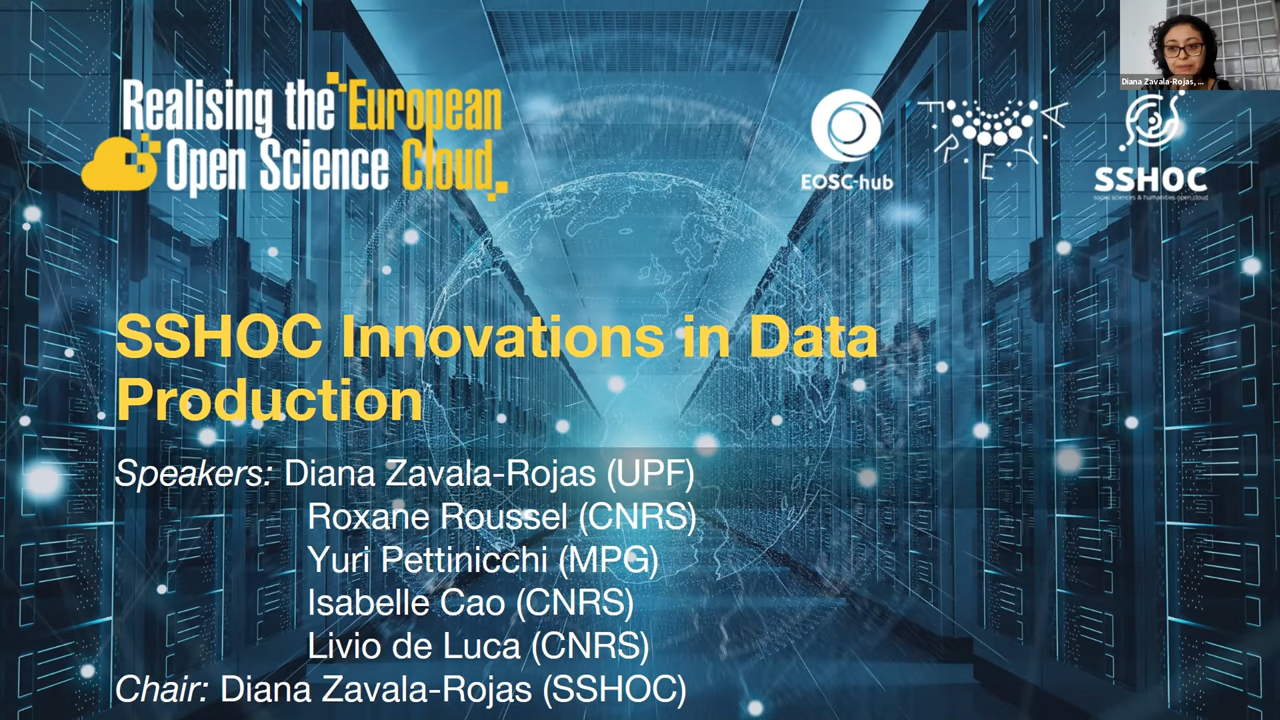 Diana Zavala-Rojas, ...
Realising the European
Open Science Cloud
EOSC-hub
FREYA
SSHOC
social sciences & humanities open cloud
SSHOC Innovations in Data
Production
Speakers: Diana Zavala-Rojas (UPF)
Roxane Roussel (CNRS)
Yuri Pettinicchi (MPG)
Isabelle Cao (CNRS)
Livio de Luca (CNRS)
Chair: Diana Zavala-Rojas (SSHOC)